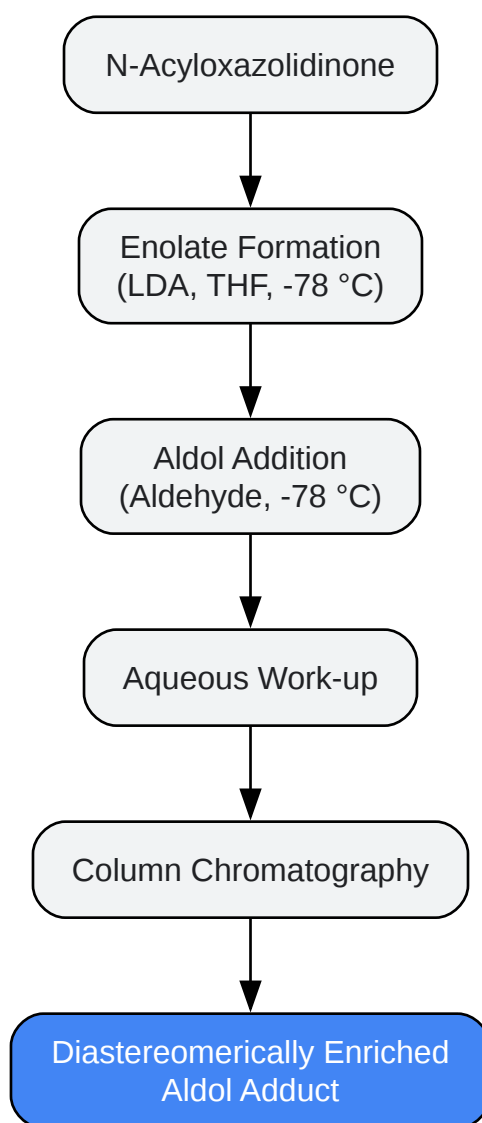 N-Acyloxazolidinone
Enolate Formation
(LDA, THF, -78 °C)
Aldol Addition
(Aldehyde, -78 °C)
Aqueous Work-up
Column Chromatography
Diastereomerically Enriched
Aldol Adduct